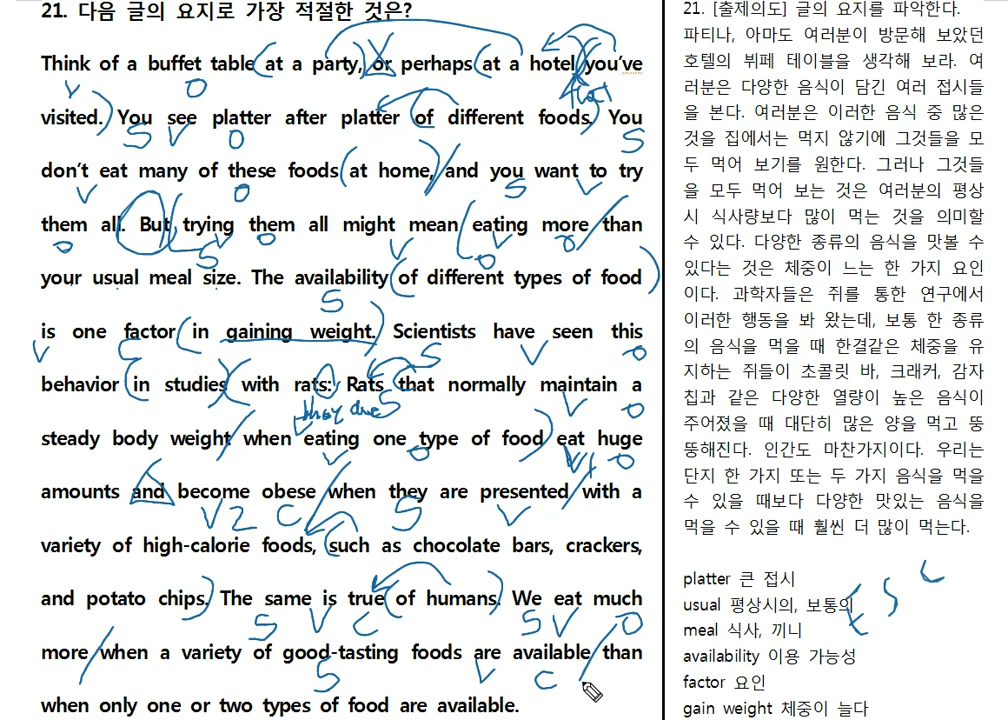 21. 다음 글의 요지로 가장 적절한 것은?
Think of a buffet table at a party, or perhaps at a hotel you've
visited. You see platter after platter of different foods. You
don't eat many of these foods at home, and you want to try
them all. But trying them all might mean eating more than
your usual meal size. The availability of different types of food
is one factor in gaining weight. Scientists have seen this
behavior in studies with rats: Rats that normally maintain a
steady body weight when eating one type of food eat huge
amounts and become obese when they are presented with a
variety of high-calorie foods, such as chocolate bars, crackers,
and potato chips. The same is true of humans. We eat much
more when a variety of good-tasting foods are available than
when only one or two types of food are available.
21. [출제의도] 글의 요지를 파악한다.
파티나, 아마도 여러분이 방문해 보았던
호텔의 뷔페 테이블을 생각해 보라. 여
러분은 다양한 음식이 담긴 여러 접시들
을 본다. 여러분은 이러한 음식 중 많은
것을 집에서는 먹지 않기에 그것들을 모
두 먹어 보기를 원한다. 그러나 그것들
을 모두 먹어 보는 것은 여러분의 평상
시 식사량보다 많이 먹는 것을 의미할
수 있다. 다양한 종류의 음식을 맛볼 수
있다는 것은 체중이 느는 한 가지 요인
이다. 과학자들은 쥐를 통한 연구에서
이러한 행동을 봐 왔는데, 보통 한 종류
의 음식을 먹을 때 한결같은 체중을 유
지하는 쥐들이 초콜릿 바, 크래커, 감자
칩과 같은 다양한 열량이 높은 음식이
주어졌을 때 대단히 많은 양을 먹고 뚱
뚱해진다. 인간도 마찬가지이다. 우리는
단지 한 가지 또는 두 가지 음식을 먹을
수 있을 때보다 다양한 맛있는 음식을
먹을 수 있을 때 훨씬 더 많이 먹는다.
platter 큰 접시
usual 평상시의, 보통의
meal 식사, 끼니
availability 이용 가능성
factor 요인
gain weight 체중이 늘다